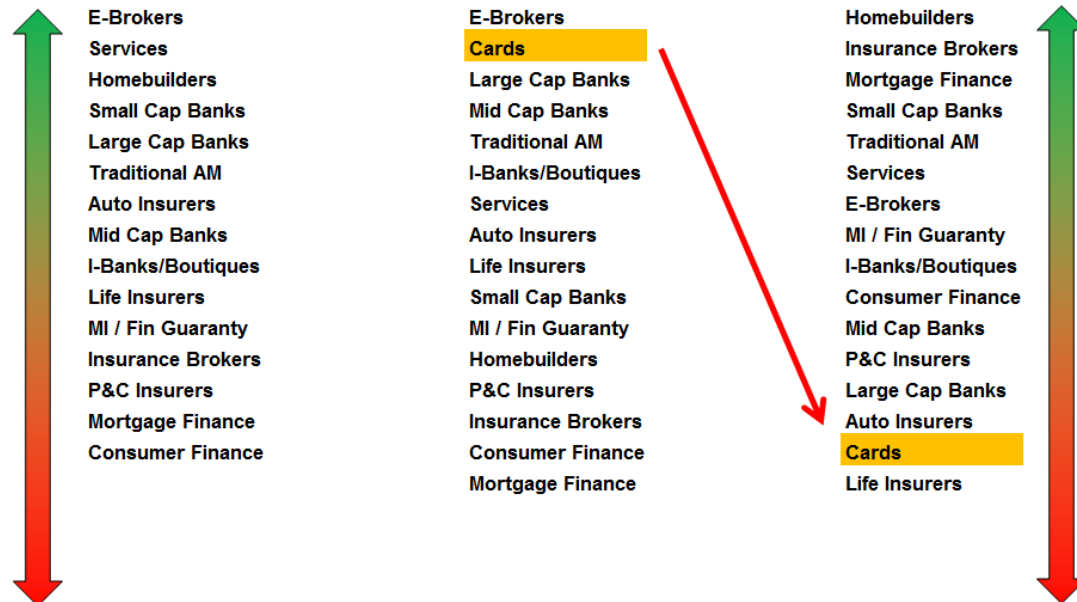 E-Brokers
Services
Homebuilders
Small Cap Banks
Large Cap Banks
Traditional AM
Auto Insurers
Mid Cap Banks
I-Banks/Boutiques
Life Insurers
MI / Fin Guaranty
Insurance Brokers
P&C Insurers
Mortgage Finance
Consumer Finance
E-Brokers
Cards
Large Cap Banks
Mid Cap Banks
Traditional AM
I-Banks/Boutiques
Services
Auto Insurers
Life Insurers
Small Cap Banks
MI / Fin Guaranty
Homebuilders
P&C Insurers
Insurance Brokers
Consumer Finance
Mortgage Finance
Homebuilders
Insurance Brokers
Mortgage Finance
Small Cap Banks
Traditional AM
Services
E-Brokers
MI / Fin Guaranty
I-Banks/Boutiques
Consumer Finance
Mid Cap Banks
P&C Insurers
Large Cap Banks
Auto Insurers
Cards
Life Insurers